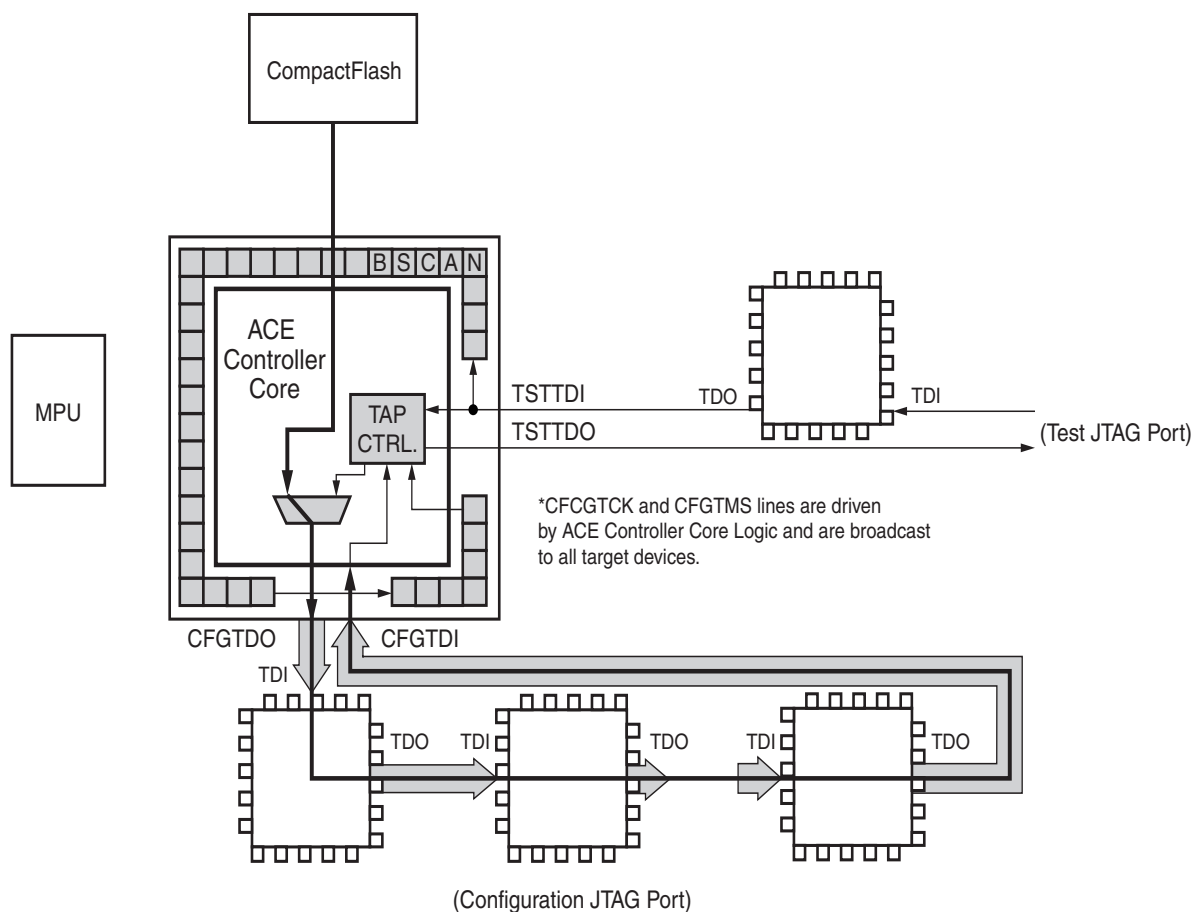 CompactFlash
BSCAN
ACE
Controller
Core
MPU
TAP
CTRL.
TSTTDI
TSTTDO
TDO
TDI
(Test JTAG Port)
*CFCGTCK and CFGTMS lines are driven
by ACE Controller Core Logic and are broadcast
to all target devices.
CFGTDO
CFGTDI
TDI
TDO
TDI
TDO
TDI
TDO
(Configuration JTAG Port)